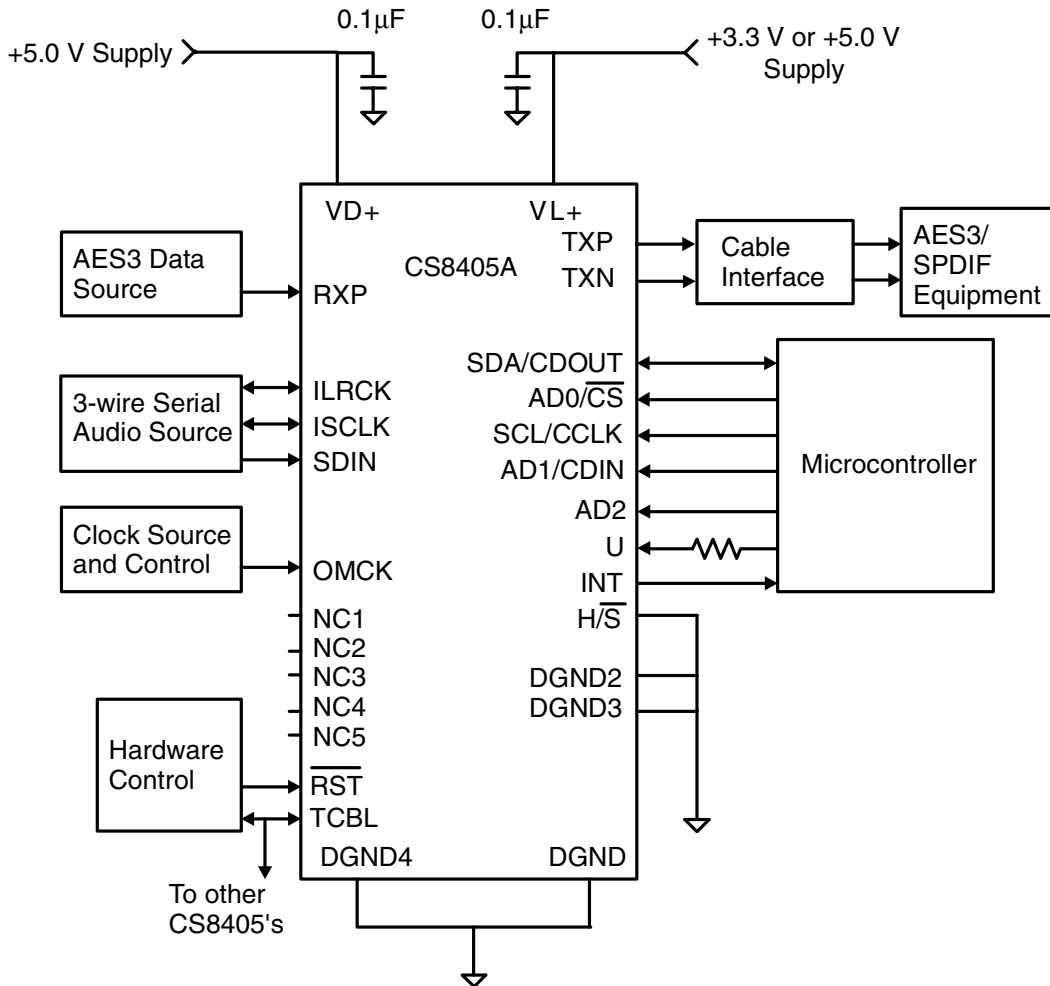 0.1μF
0.1μF
+5.0 V Supply
+3.3 V or +5.0 V
Supply
VD+
VL+
CS8405A
AES3 Data
Source
RXP
TXP
TXN
Cable
Interface
AES3/
SPDIF
Equipment
3-wire Serial
Audio Source
ILRCK
ISCLK
SDIN
SDA/CDOUT
AD0/CS
SCL/CCLK
AD1/CDIN
AD2
U
INT
H/S
Microcontroller
Clock Source
and Control
OMCK
NC1
NC2
NC3
NC4
NC5
DGND2
DGND3
Hardware
Control
RST
TCBL
DGND4
DGND
To other
CS8405's